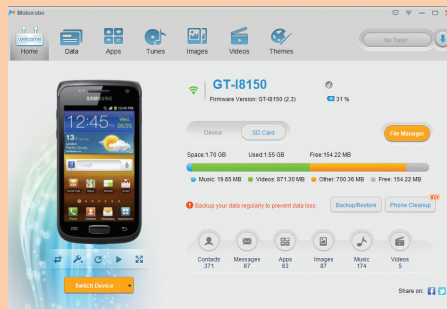 Moborobo
welcome!
Home
Data
Apps
Tunes
Images
Videos
Themes
No Task!
SAMSUNG
12:45
GT-I8150
Firmware Version: GT-I8150 (2.3)
31 %
Device
SD Card
File Manager
Space:1.70 GB
Used:1.55 GB
Free:154.22 MB
Music: 19.65 MB
Videos: 871.30 MB
Other: 700.36 MB
Free: 154.22 MB
Backup your data regularly to prevent data loss.
Backup/Restore
Phone Cleanup
Contacts
371
Messages
67
Apps
63
Images
87
Music
174
Videos
5
Switch Device
Share on: